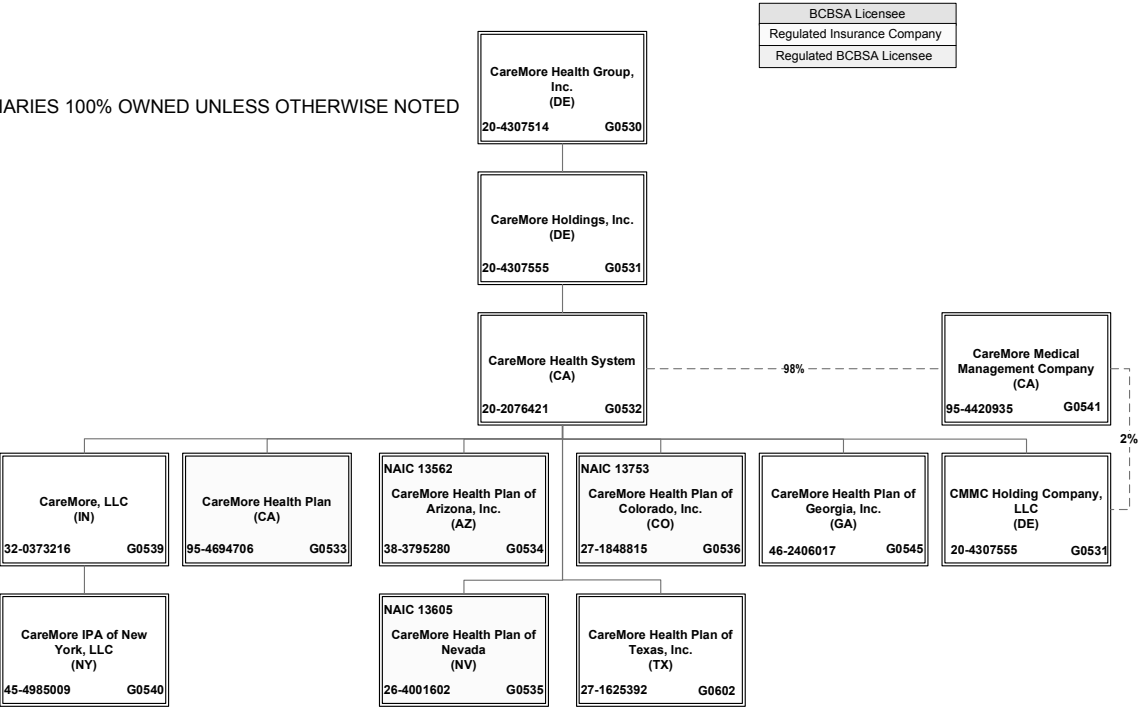 BCBSA Licensee
Regulated Insurance Company
Regulated BCBSA Licensee
IARIES 100% OWNED UNLESS OTHERWISE NOTED
CareMore Health Group,
Inc.
(DE)
20-4307514 G0530
CareMore Holdings, Inc.
(DE)
20-4307555 G0531
CareMore Health System
(CA)
20-2076421 G0532
98%
CareMore Medical
Management Company
(CA)
95-4420935 G0541
2%
CareMore, LLC
(IN)
32-0373216 G0539
CareMore Health Plan
(CA)
95-4694706 G0533
NAIC 13562
CareMore Health Plan of
Arizona, Inc.
(AZ)
38-3795280 G0534
NAIC 13753
CareMore Health Plan of
Colorado, Inc.
(CO)
27-1848815 G0536
CareMore Health Plan of
Georgia, Inc.
(GA)
46-2406017 G0545
CMMC Holding Company,
LLC
(DE)
20-4307555 G0531
CareMore IPA of New
York, LLC
(NY)
45-4985009 G0540
NAIC 13605
CareMore Health Plan of
Nevada
(NV)
26-4001602 G0535
CareMore Health Plan of
Texas, Inc.
(TX)
27-1625392 G0602